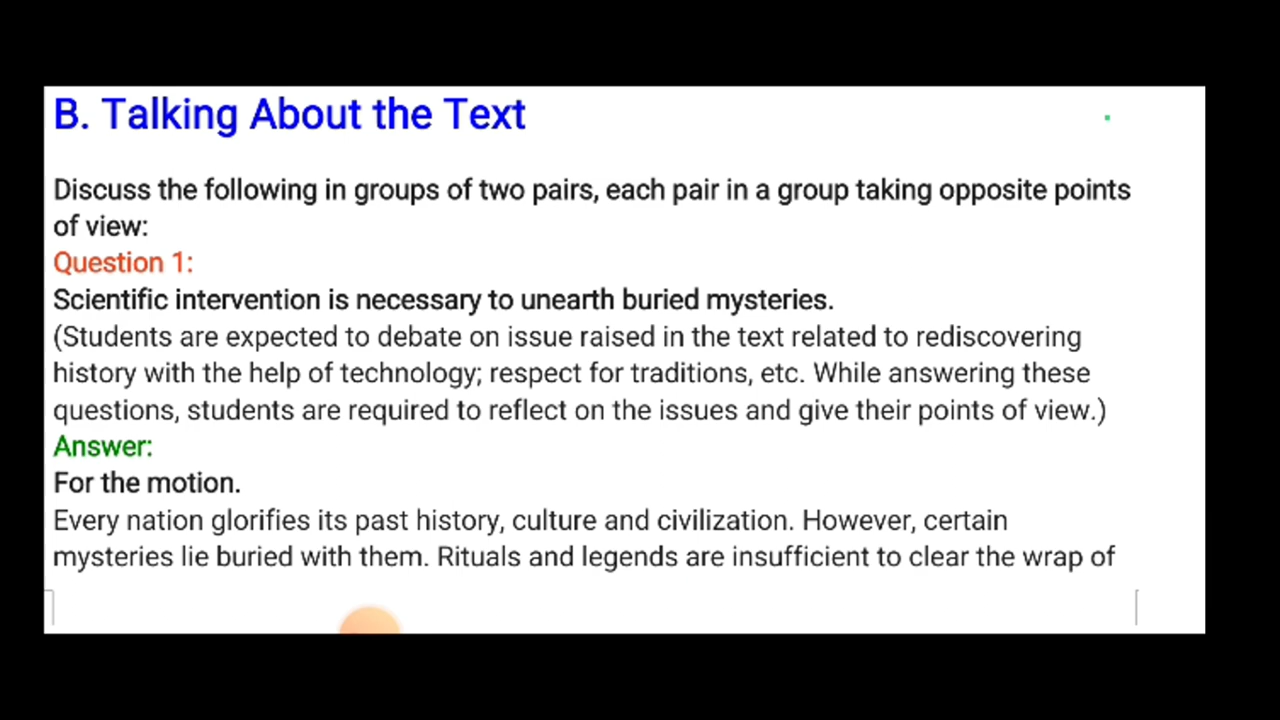 B. Talking About the Text
Discuss the following in groups of two pairs, each pair in a group taking opposite points
of view:
Question 1:
Scientific intervention is necessary to unearth buried mysteries.
(Students are expected to debate on issue raised in the text related to rediscovering
history with the help of technology; respect for traditions, etc. While answering these
questions, students are required to reflect on the issues and give their points of view.)
Answer:
For the motion.
Every nation glorifies its past history, culture and civilization. However, certain
mysteries lie buried with them. Rituals and legends are insufficient to clear the wrap of